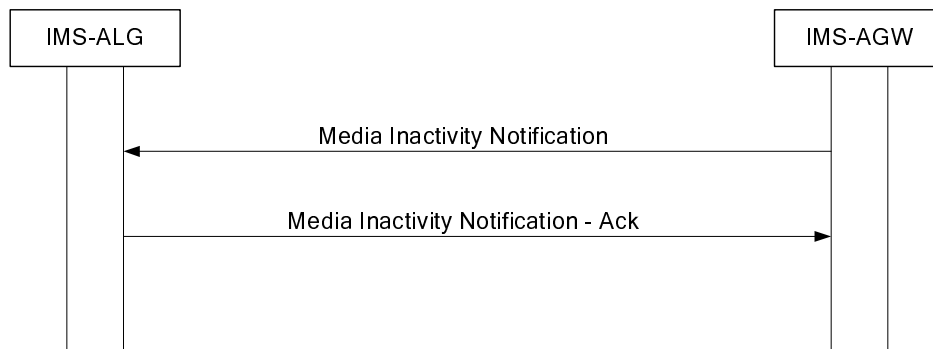 IMS-ALG
IMS-AGW
Media Inactivity Notification
Media Inactivity Notification - Ack